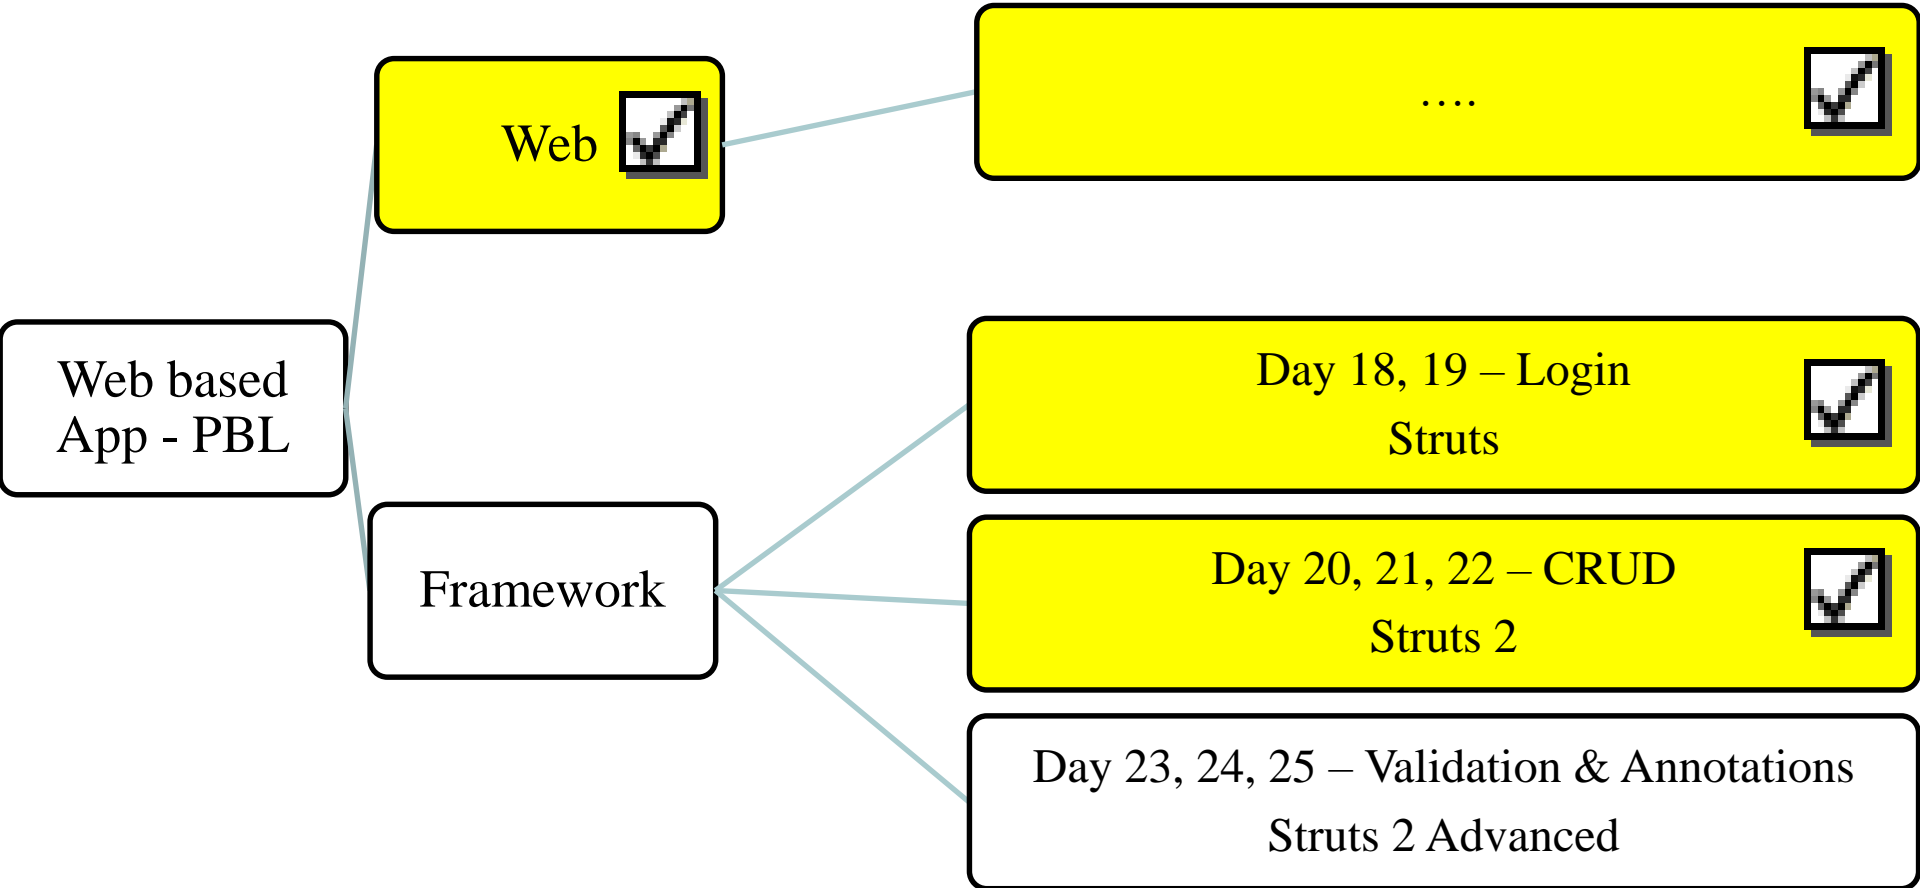 Web
….
Web based
App - PBL
Day 18, 19 – Login
Struts
Framework
Day 20, 21, 22 – CRUD
Struts 2
Day 23, 24, 25 – Validation & Annotations
Struts 2 Advanced